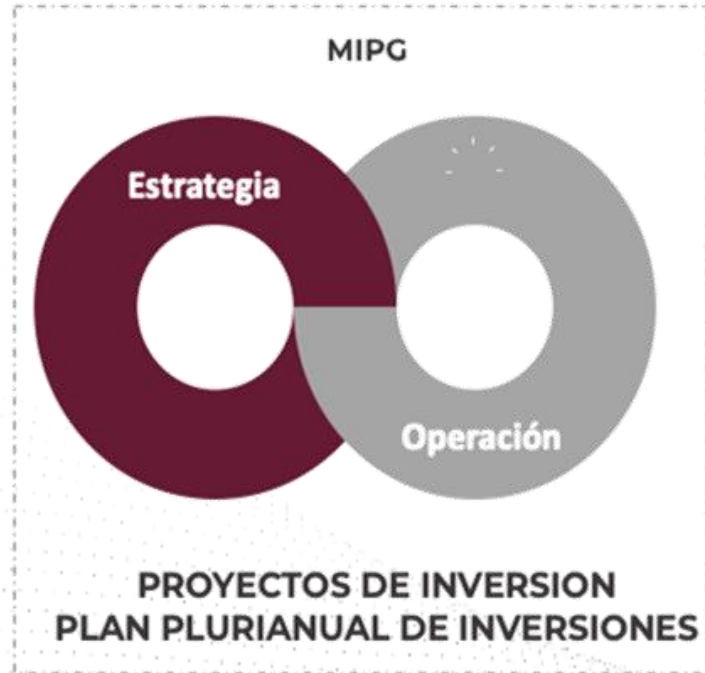 MIPG
Estrategia
Operación
PROYECTOS DE INVERSION
PLAN PLURIANUAL DE INVERSIONES